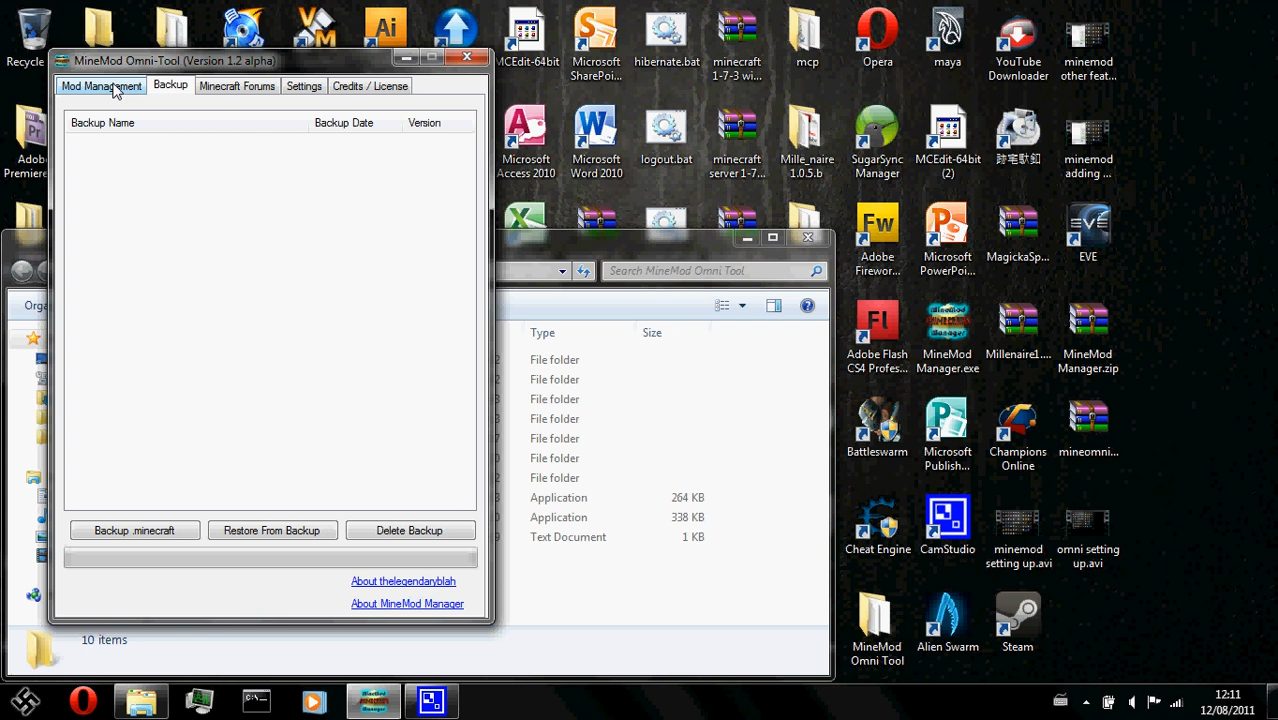 MineMod Omni-Tool (Version 1.2 alpha)
Mod Management
Backup
Minecraft Forums
Settings
Credits / License
Backup Name
Backup Date
Version
Backup .minecraft
Restore From Backup
Delete Backup
About thelegendaryblah
About MineMod Manager
Search MineMod Omni Tool
Type
Size
File folder
File folder
File folder
File folder
File folder
File folder
File folder
Application
264 KB
Application
338 KB
Text Document
1 KB
10 items
Recycle
Adobe
Premiere
MCEdit-64bit
Microsoft
SharePoi...
hibernate.bat
minecraft
1-7-3 wi...
mcp
Opera
maya
YouTube
Downloader
minemod
other feat...
Microsoft
Access 2010
Microsoft
Word 2010
logout.bat
minecraft
server 1-7...
Mille_naire
1.0.5.b
SugarSync
Manager
MCEdit-64bit
(2)
跡宅馱釦
minemod
adding ...
Adobe
Firewor...
Microsoft
PowerPoi...
MagickaSp...
EVE
Adobe Flash
CS4 Profes...
MineMod
Manager.exe
Millenaire1....
MineMod
Manager.zip
Battleswarm
Microsoft
Publish...
Champions
Online
mineomni...
Cheat Engine
CamStudio
minemod
setting up.avi
omni setting
up.avi
MineMod
Omni Tool
Alien Swarm
Steam
12:11
12/08/2011